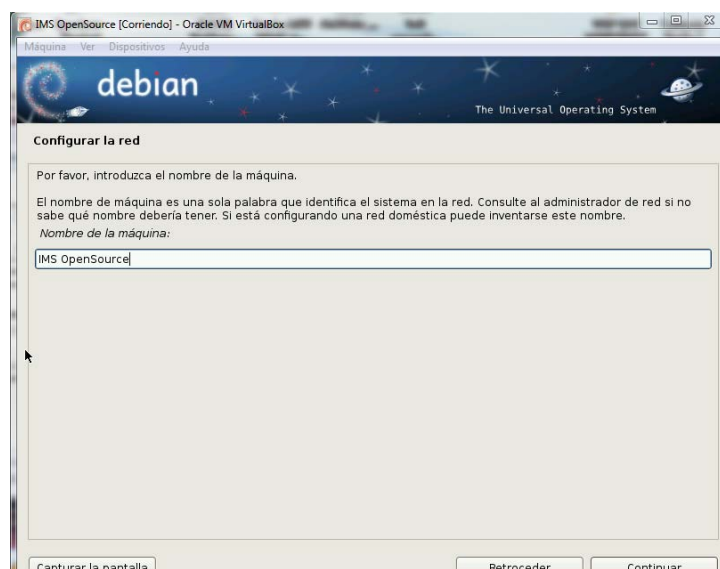 IMS OpenSource [Corriendo] - Oracle VM VirtualBox
Máquina Ver Dispositivos Ayuda
debian
The Universal Operating System
Configurar la red
Por favor, introduzca el nombre de la máquina.
El nombre de máquina es una sola palabra que identifica el sistema en la red. Consulte al administrador de red si no
sabe qué nombre debería tener. Si está configurando una red doméstica puede inventarse este nombre.
Nombre de la máquina:
IMS OpenSource
Capturar la pantalla Retroceder Continuar